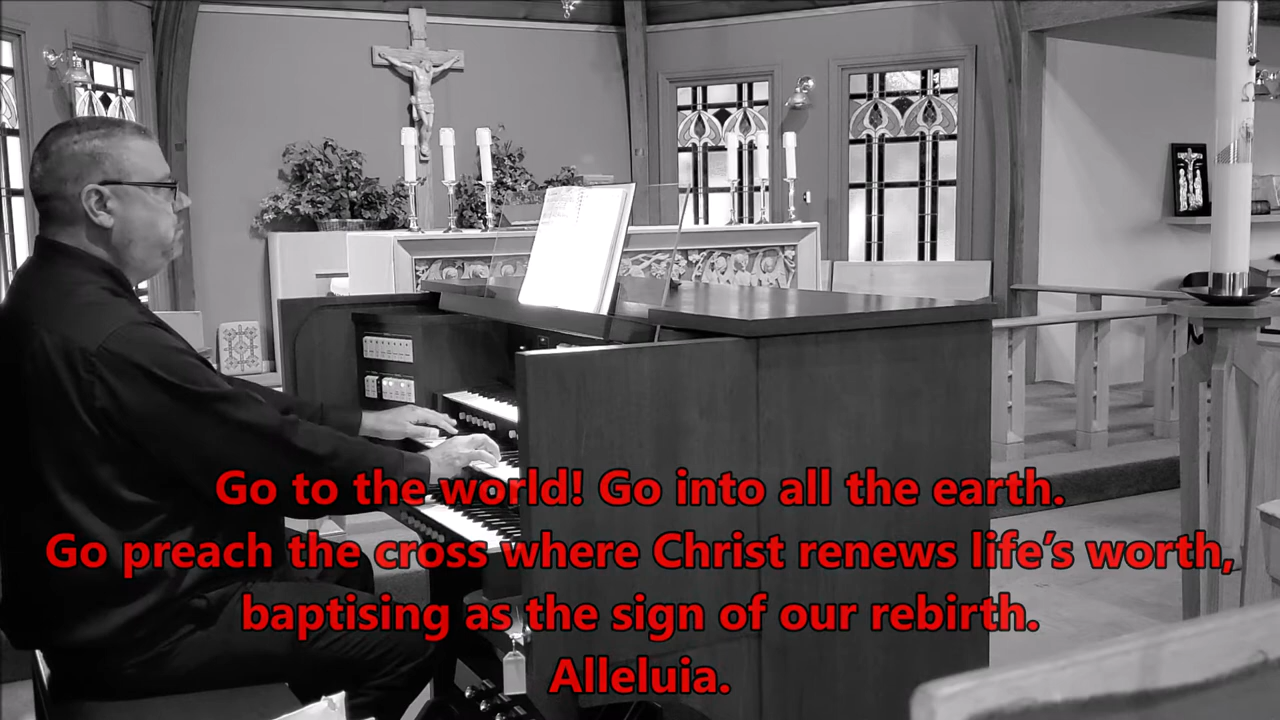 Go to the world! Go into all the earth.
Go preach the cross where Christ renews life’s worth,
baptising as the sign of our rebirth.
Alleluia.